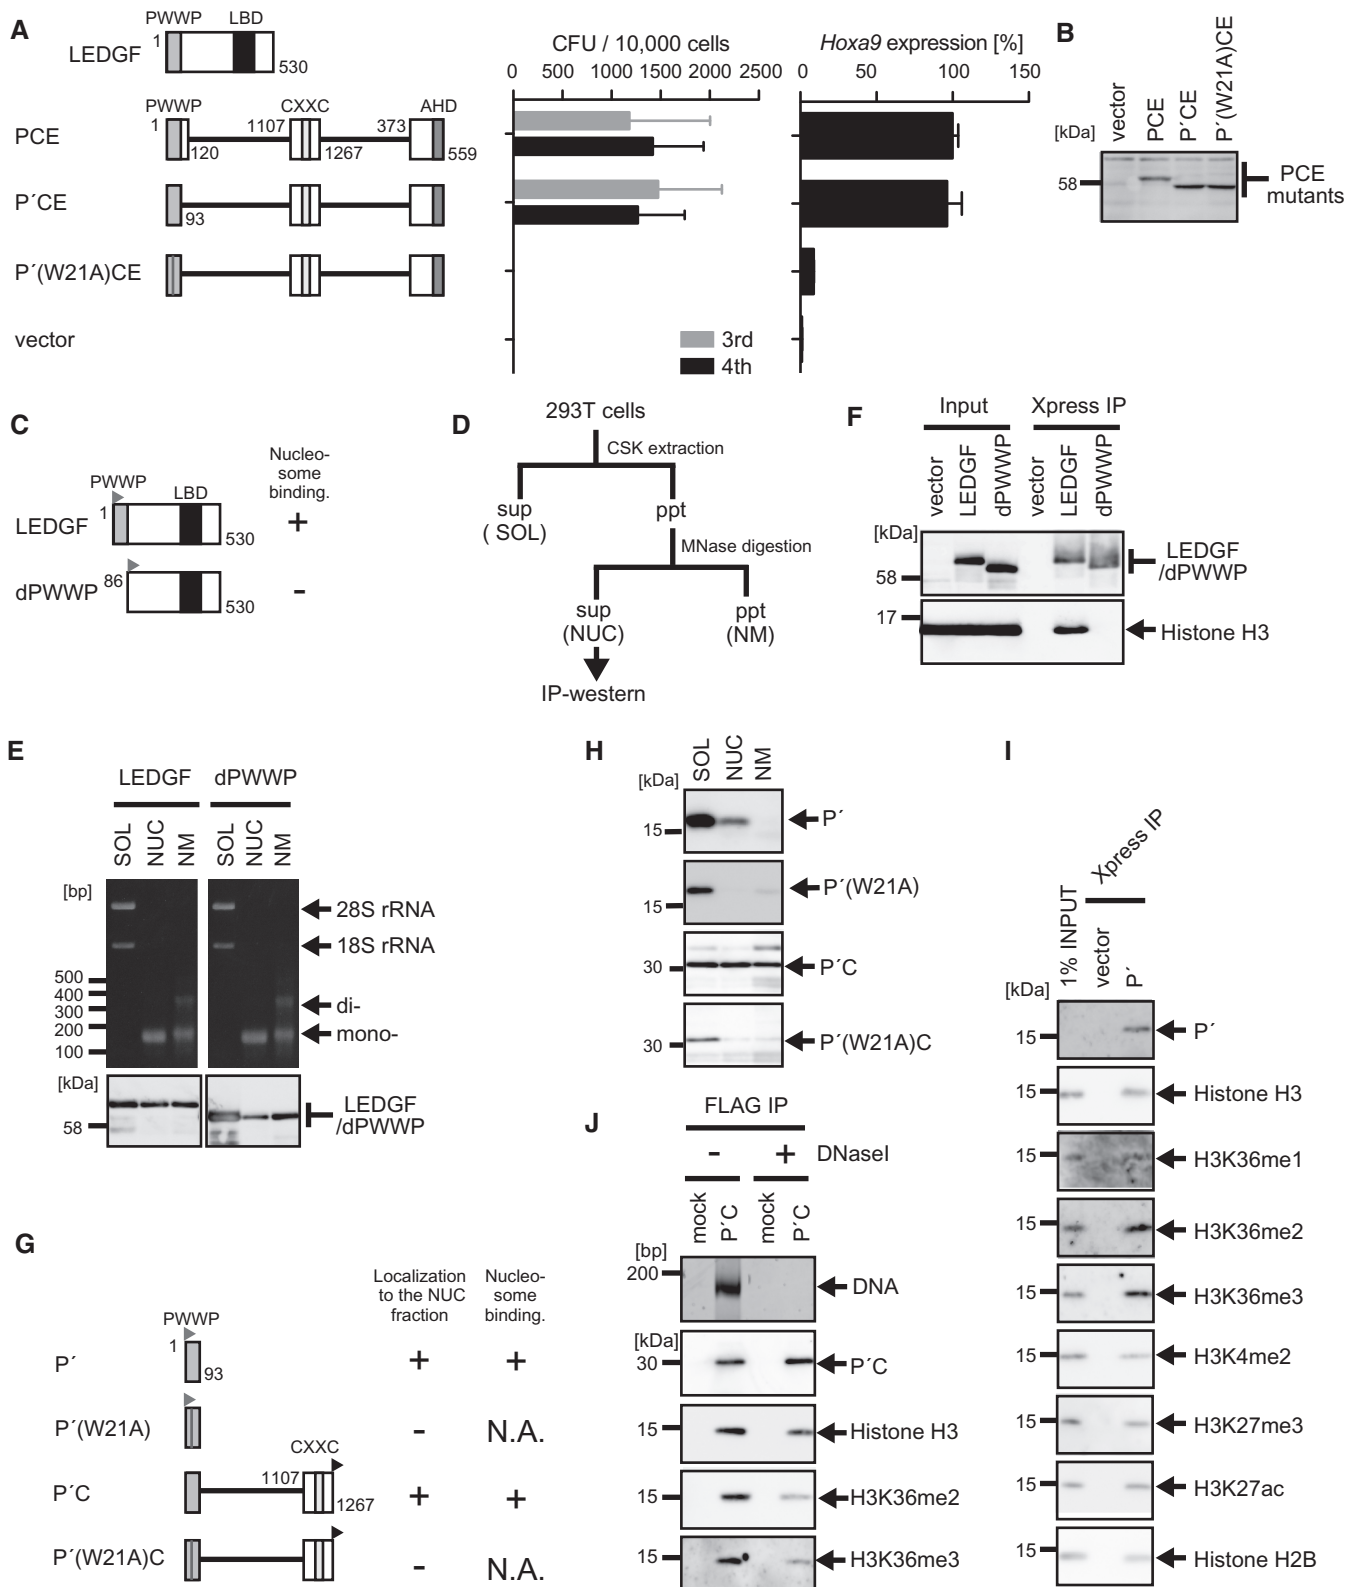 A
PWWP LBD
LEDGF
1
530
PWWP CXXC AHD
PCE
1 1107 373
120 1267 559
P´CE
93
P´(W21A)CE
vector
CFU / 10,000 cells
0 500 1000 1500 2000 2500
3rd
4th
Hoxa9 expression [%]
0 50 100 150
B
vector
PCE
P´CE
P´(W21A)CE
[kDa]
58
PCE
mutants
C
Nucleo-
some
binding.
PWWP LBD
LEDGF
1
530
+
dPWWP
86
530
-
D
293T cells
CSK extraction
sup
( SOL)
ppt
MNase digestion
sup
(NUC)
ppt
(NM)
IP-western
F
Input Xpress IP
vector
LEDGF
dPWWP
vector
LEDGF
dPWWP
[kDa]
58
LEDGF
/dPWWP
17
Histone H3
E
LEDGF dPWWP
SOL
NUC
NM
SOL
NUC
NM
[bp]
28S rRNA
18S rRNA
500
400
300
200
100
di-
mono-
[kDa]
58
LEDGF
/dPWWP
G
Localization
to the NUC
fraction
Nucleo-
some
binding.
PWWP
1
P´ + +
93
P´(W21A) - N.A.
CXXC
1107
P´C + +
1267
P´(W21A)C - N.A.
H
SOL
NUC
NM
[kDa]
15
P´
15
P´(W21A)
30
P´C
30
P´(W21A)C
J
FLAG IP
- + DNaseI
mock
P´C
mock
P´C
[bp]
200
DNA
[kDa]
30
P´C
15
Histone H3
15
H3K36me2
15
H3K36me3
I
Xpress IP
1% INPUT
vector
P´
[kDa]
15
P´
15
Histone H3
15
H3K36me1
15
H3K36me2
15
H3K36me3
15
H3K4me2
15
H3K27me3
15
H3K27ac
15
Histone H2B